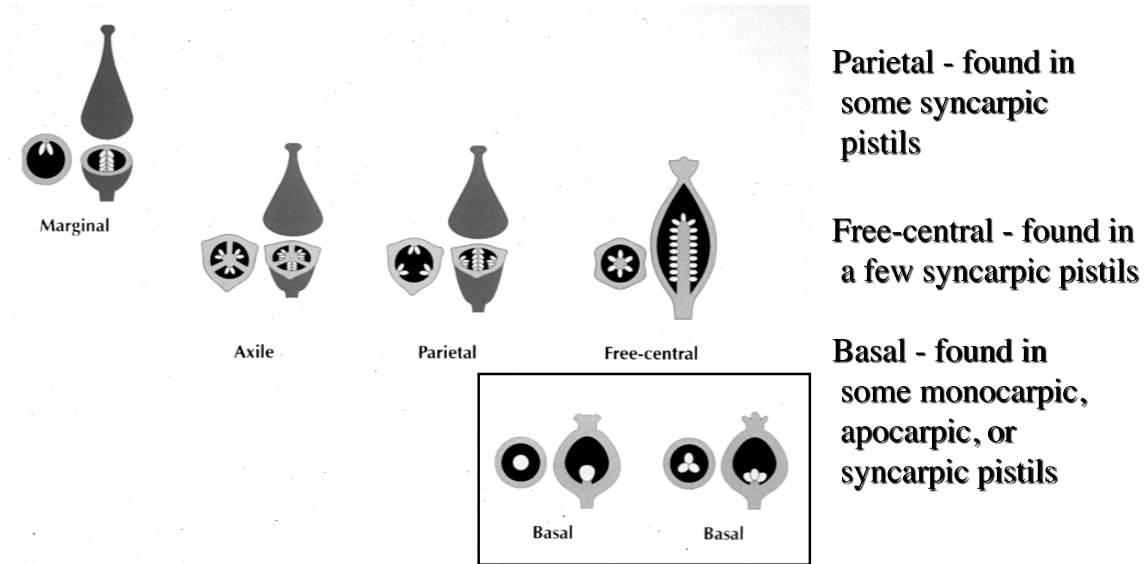 Marginal
Axile
Parietal
Free-central
Basal
Basal
Parietal - found in
some syncarpic
pistils
Free-central - found in
a few syncarpic pistils
Basal - found in
some monocarpic,
apocarpic, or
syncarpic pistils